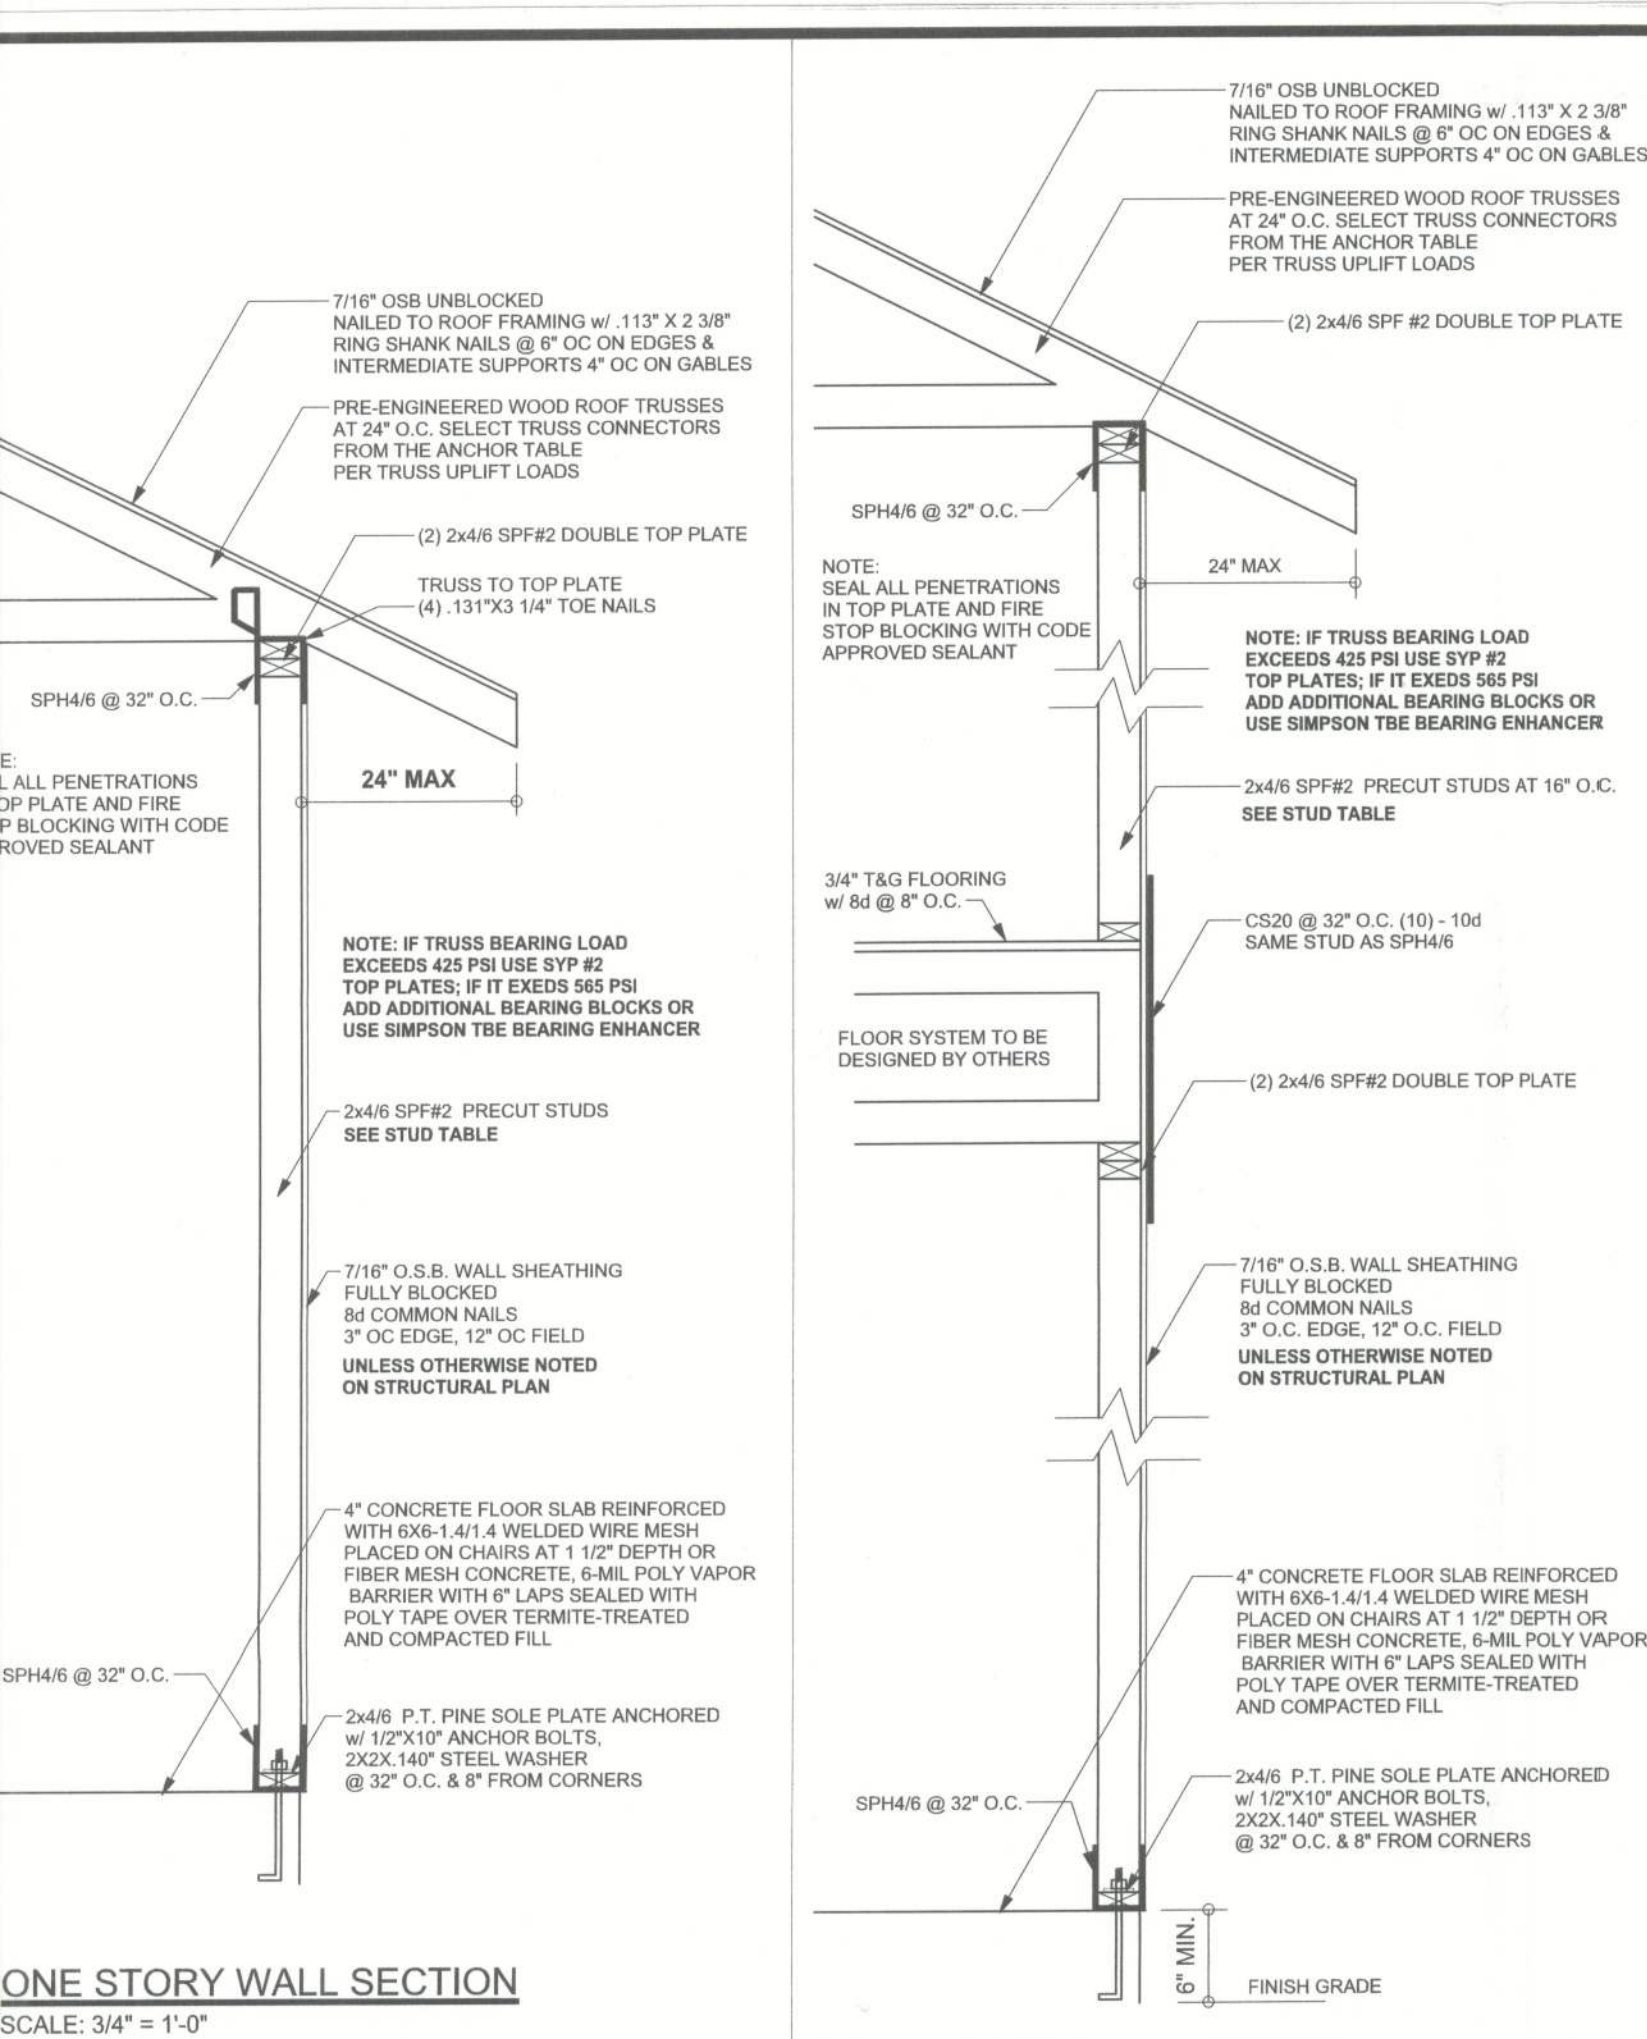 7/16" OSB UNBLOCKED
NAILED TO ROOF FRAMING w/ .113" X 2 3/8"
RING SHANK NAILS @ 6" OC ON EDGES &
INTERMEDIATE SUPPORTS 4" OC ON GABLES
PRE-ENGINEERED WOOD ROOF TRUSSES
AT 24" O.C. SELECT TRUSS CONNECTORS
FROM THE ANCHOR TABLE
PER TRUSS UPLIFT LOADS
(2) 2x4/6 SPF#2 DOUBLE TOP PLATE
TRUSS TO TOP PLATE
(4) .131"X3 1/4" TOE NAILS
SPH4/6 @ 32" O.C.
E:
L ALL PENETRATIONS
OP PLATE AND FIRE
P BLOCKING WITH CODE
ROVED SEALANT
24" MAX
NOTE: IF TRUSS BEARING LOAD
EXCEEDS 425 PSI USE SYP #2
TOP PLATES; IF IT EXEDS 565 PSI
ADD ADDITIONAL BEARING BLOCKS OR
USE SIMPSON TBE BEARING ENHANCER
2x4/6 SPF#2 PRECUT STUDS
SEE STUD TABLE
7/16" O.S.B. WALL SHEATHING
FULLY BLOCKED
8d COMMON NAILS
3" OC EDGE, 12" OC FIELD
UNLESS OTHERWISE NOTED
ON STRUCTURAL PLAN
4" CONCRETE FLOOR SLAB REINFORCED
WITH 6X6-1.4/1.4 WELDED WIRE MESH
PLACED ON CHAIRS AT 1 1/2" DEPTH OR
FIBER MESH CONCRETE, 6-MIL POLY VAPOR
BARRIER WITH 6" LAPS SEALED WITH
POLY TAPE OVER TERMITE-TREATED
AND COMPACTED FILL
SPH4/6 @ 32" O.C.
2x4/6 P.T. PINE SOLE PLATE ANCHORED
w/ 1/2"X10" ANCHOR BOLTS,
2X2X.140" STEEL WASHER
@ 32" O.C. & 8" FROM CORNERS
ONE STORY WALL SECTION
SCALE: 3/4" = 1'-0"
7/16" OSB UNBLOCKED
NAILED TO ROOF FRAMING w/ .113" X 2 3/8"
RING SHANK NAILS @ 6" OC ON EDGES &
INTERMEDIATE SUPPORTS 4" OC ON GABLES
PRE-ENGINEERED WOOD ROOF TRUSSES
AT 24" O.C. SELECT TRUSS CONNECTORS
FROM THE ANCHOR TABLE
PER TRUSS UPLIFT LOADS
(2) 2x4/6 SPF #2 DOUBLE TOP PLATE
SPH4/6 @ 32" O.C.
NOTE:
SEAL ALL PENETRATIONS
IN TOP PLATE AND FIRE
STOP BLOCKING WITH CODE
APPROVED SEALANT
24" MAX
NOTE: IF TRUSS BEARING LOAD
EXCEEDS 425 PSI USE SYP #2
TOP PLATES; IF IT EXEDS 565 PSI
ADD ADDITIONAL BEARING BLOCKS OR
USE SIMPSON TBE BEARING ENHANCER
2x4/6 SPF#2 PRECUT STUDS AT 16" O.C.
SEE STUD TABLE
3/4" T&G FLOORING
w/ 8d @ 8" O.C.
CS20 @ 32" O.C. (10) - 10d
SAME STUD AS SPH4/6
FLOOR SYSTEM TO BE
DESIGNED BY OTHERS
(2) 2x4/6 SPF#2 DOUBLE TOP PLATE
7/16" O.S.B. WALL SHEATHING
FULLY BLOCKED
8d COMMON NAILS
3" O.C. EDGE, 12" O.C. FIELD
UNLESS OTHERWISE NOTED
ON STRUCTURAL PLAN
4" CONCRETE FLOOR SLAB REINFORCED
WITH 6X6-1.4/1.4 WELDED WIRE MESH
PLACED ON CHAIRS AT 1 1/2" DEPTH OR
FIBER MESH CONCRETE, 6-MIL POLY VAPOR
BARRIER WITH 6" LAPS SEALED WITH
POLY TAPE OVER TERMITE-TREATED
AND COMPACTED FILL
2x4/6 P.T. PINE SOLE PLATE ANCHORED
w/ 1/2"X10" ANCHOR BOLTS,
2X2X.140" STEEL WASHER
@ 32" O.C. & 8" FROM CORNERS
SPH4/6 @ 32" O.C.
6" MIN.
FINISH GRADE